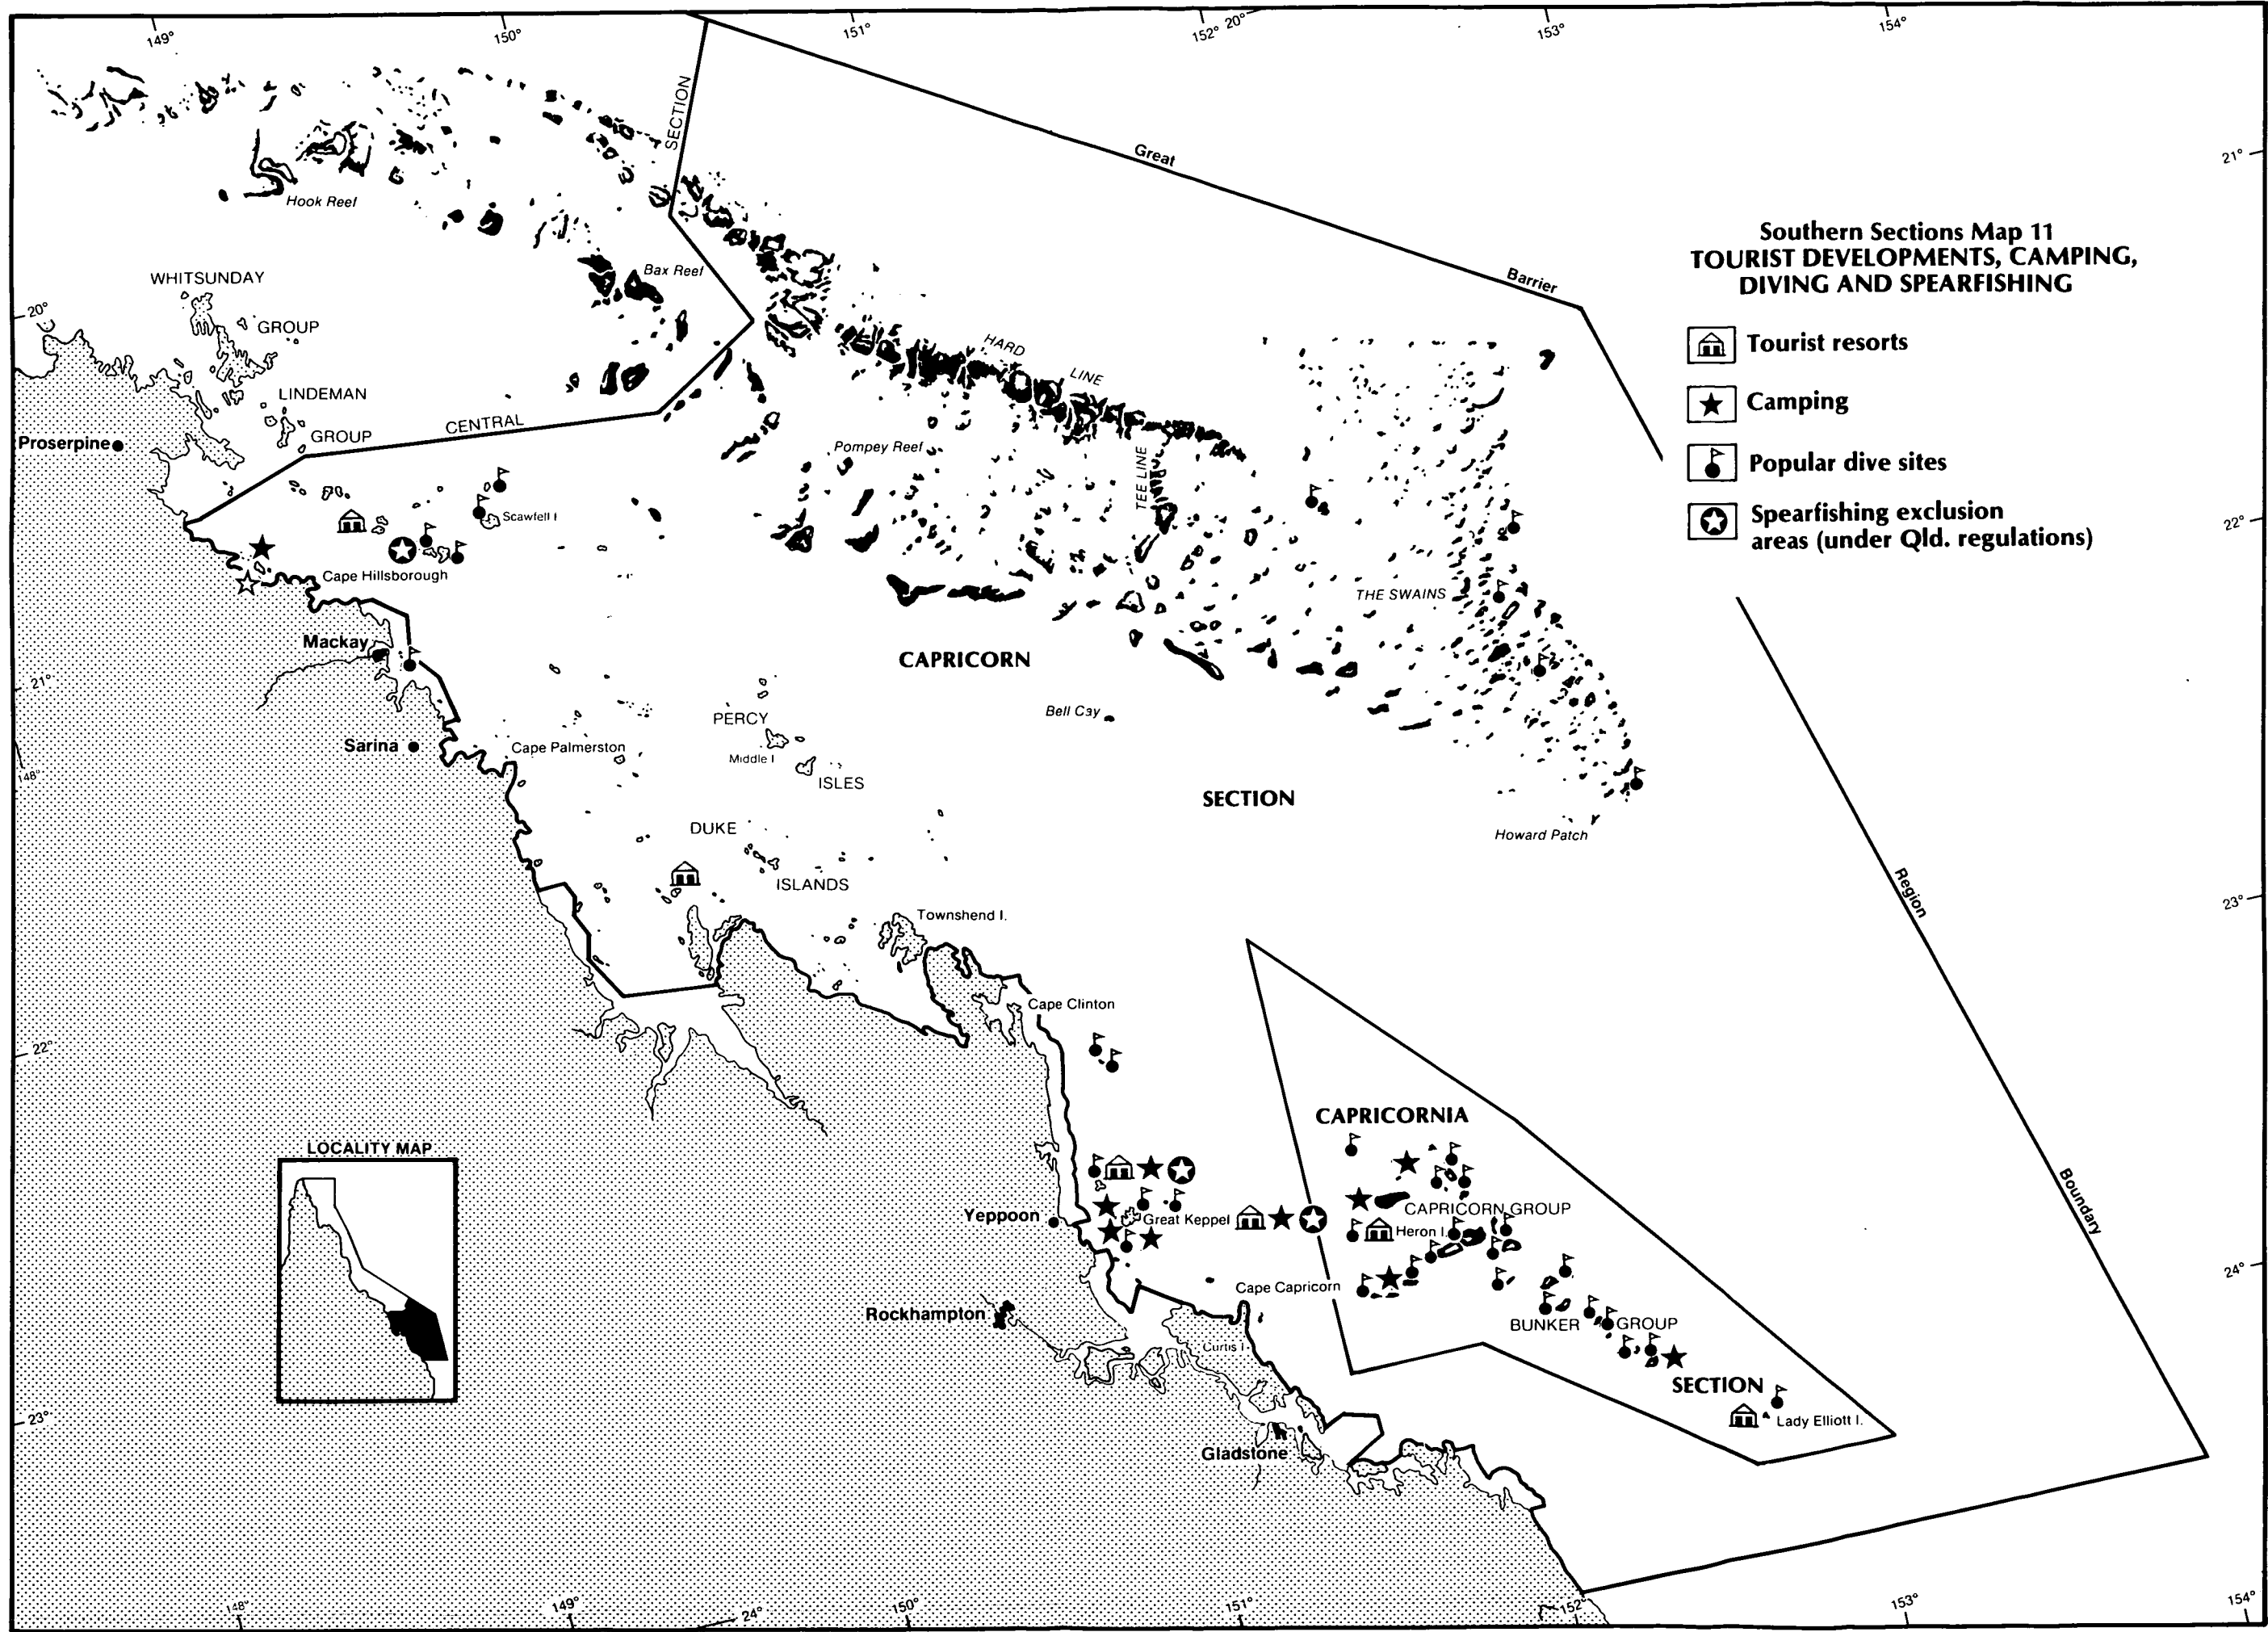 149°
150°
151°
152°
20°
153°
154°
SECTION
Great
21°
Hook Reef
Southern Sections Map 11
TOURIST DEVELOPMENTS, CAMPING,
DIVING AND SPEARFISHING
WHITSUNDAY
Bax Reef
Barrier
20°
GROUP
Tourist resorts
HARD
LINE
LINDEMAN
Camping
CENTRAL
GROUP
Proserpine
Pompey Reef
TEE LINE
Popular dive sites
Scawfell I
Spearfishing exclusion
areas (under Qld. regulations)
22°
Cape Hillsborough
THE SWAINS
Mackay
CAPRICORN
21°
Bell Cay
PERCY
Sarina
Cape Palmerston
Middle I
148°
ISLES
SECTION
DUKE
Howard Patch
ISLANDS
Region
23°
Townshend I.
Cape Clinton
22°
CAPRICORNIA
LOCALITY MAP
Boundary
CAPRICORN GROUP
Yeppoon
Great Keppel
Heron I.
24°
Cape Capricorn
Rockhampton
BUNKER
GROUP
Curtis I
SECTION
Lady Elliott I.
23°
Gladstone
148°
149°
24°
150°
151°
152°
153°
154°